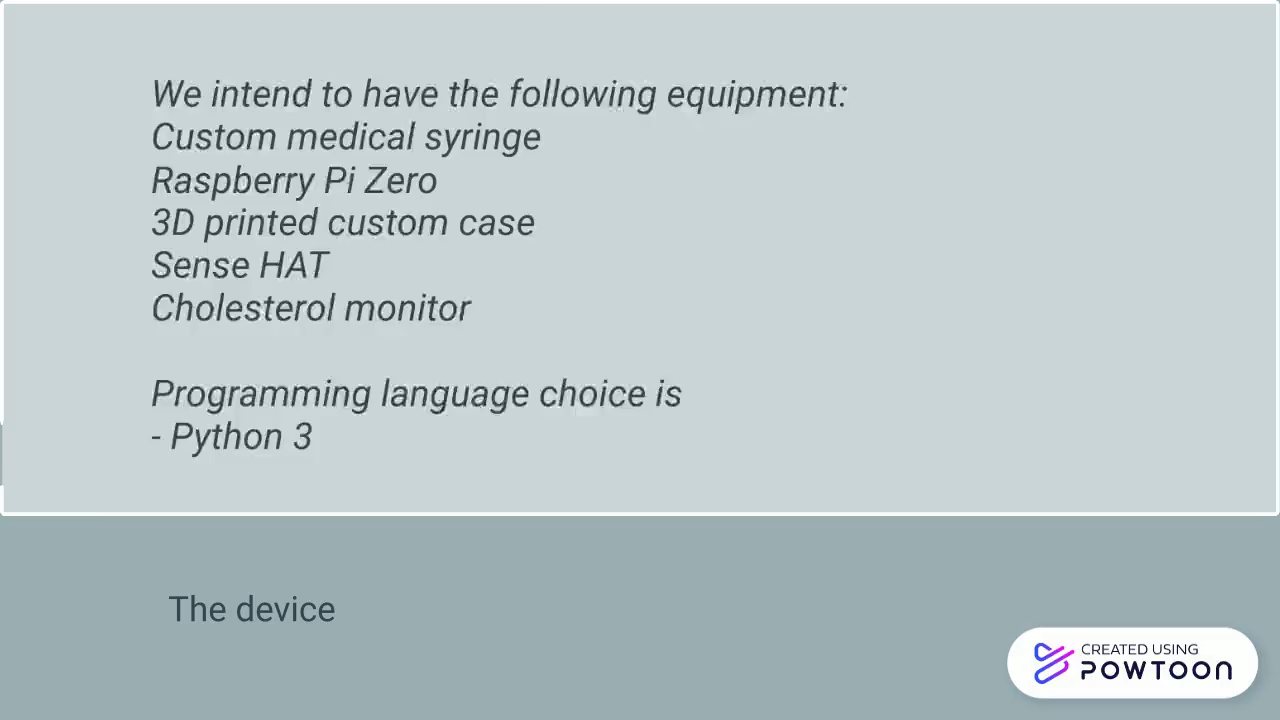 We intend to have the following equipment:
Custom medical syringe
Raspberry Pi Zero
3D printed custom case
Sense HAT
Cholesterol monitor
Programming language choice is
- Python 3
The device
CREATED USING
POWTOON